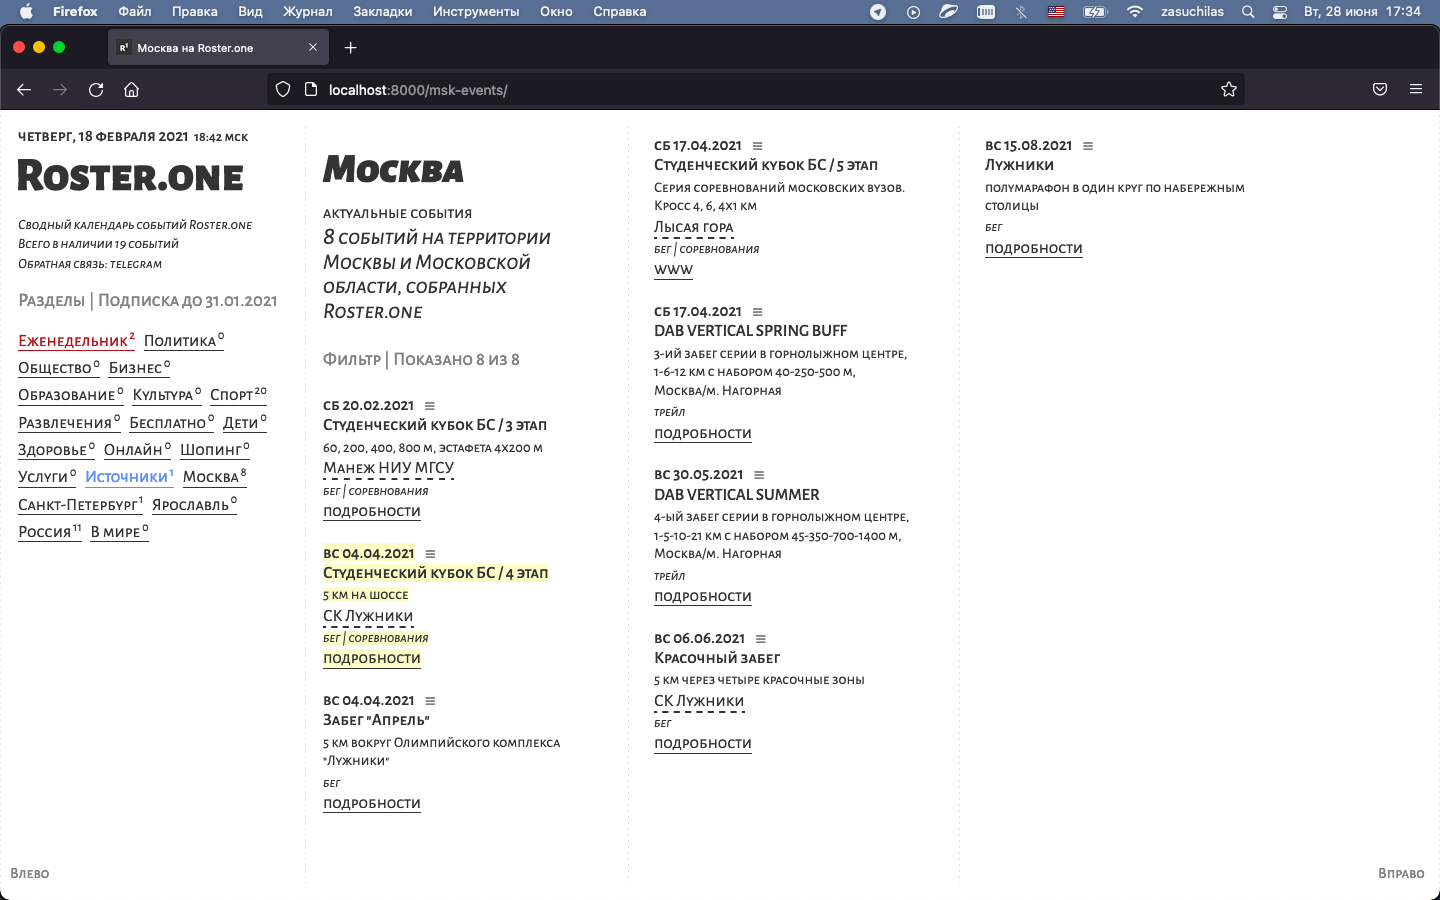 Firefox Файл Правка Вид Журнал Закладки Инструменты Окно Справка zasuchilas Вт, 28 июня 17:34
R¹ Москва на Roster.one
localhost:8000/msk-events/
четверг, 18 февраля 2021 18:42 мск
Roster.one
Сводный календарь событий Roster.one
Всего в наличии 19 событий
Обратная связь: telegram
Разделы | Подписка до 31.01.2021
Еженедельник 2 Политика 0
Общество 0 Бизнес 0
Образование 0 Культура 0 Спорт 20
Развлечения 0 Бесплатно 0 Дети 0
Здоровье 0 Онлайн 0 Шопинг 0
Услуги 0 Источники 1 Москва 8
Санкт-Петербург 1 Ярославль 0
Россия 11 В мире 0
Москва
актуальные события
8 событий на территории
Москвы и Московской
области, собранных
Roster.one
Фильтр | Показано 8 из 8
сб 20.02.2021
Студенческий кубок БС / 3 этап
60, 200, 400, 800 м, эстафета 4x200 м
Манеж НИУ МГСУ
бег | соревнования
подробности
вс 04.04.2021
Студенческий кубок БС / 4 этап
5 км на шоссе
СК Лужники
бег | соревнования
подробности
вс 04.04.2021
Забег "Апрель"
5 км вокруг Олимпийского комплекса
"Лужники"
бег
подробности
сб 17.04.2021
Студенческий кубок БС / 5 этап
Серия соревнований московских вузов.
Кросс 4, 6, 4x1 км
Лысая гора
бег | соревнования
www
сб 17.04.2021
DAB VERTICAL SPRING BUFF
3-ий забег серии в горнолыжном центре,
1-6-12 км с набором 40-250-500 м,
Москва/м. Нагорная
трейл
подробности
вс 30.05.2021
DAB VERTICAL SUMMER
4-ый забег серии в горнолыжном центре,
1-5-10-21 км с набором 45-350-700-1400 м,
Москва/м. Нагорная
трейл
подробности
вс 06.06.2021
Красочный забег
5 км через четыре красочные зоны
СК Лужники
бег
подробности
вс 15.08.2021
Лужники
полумарафон в один круг по набережным
столицы
бег
подробности
Влево
Вправо